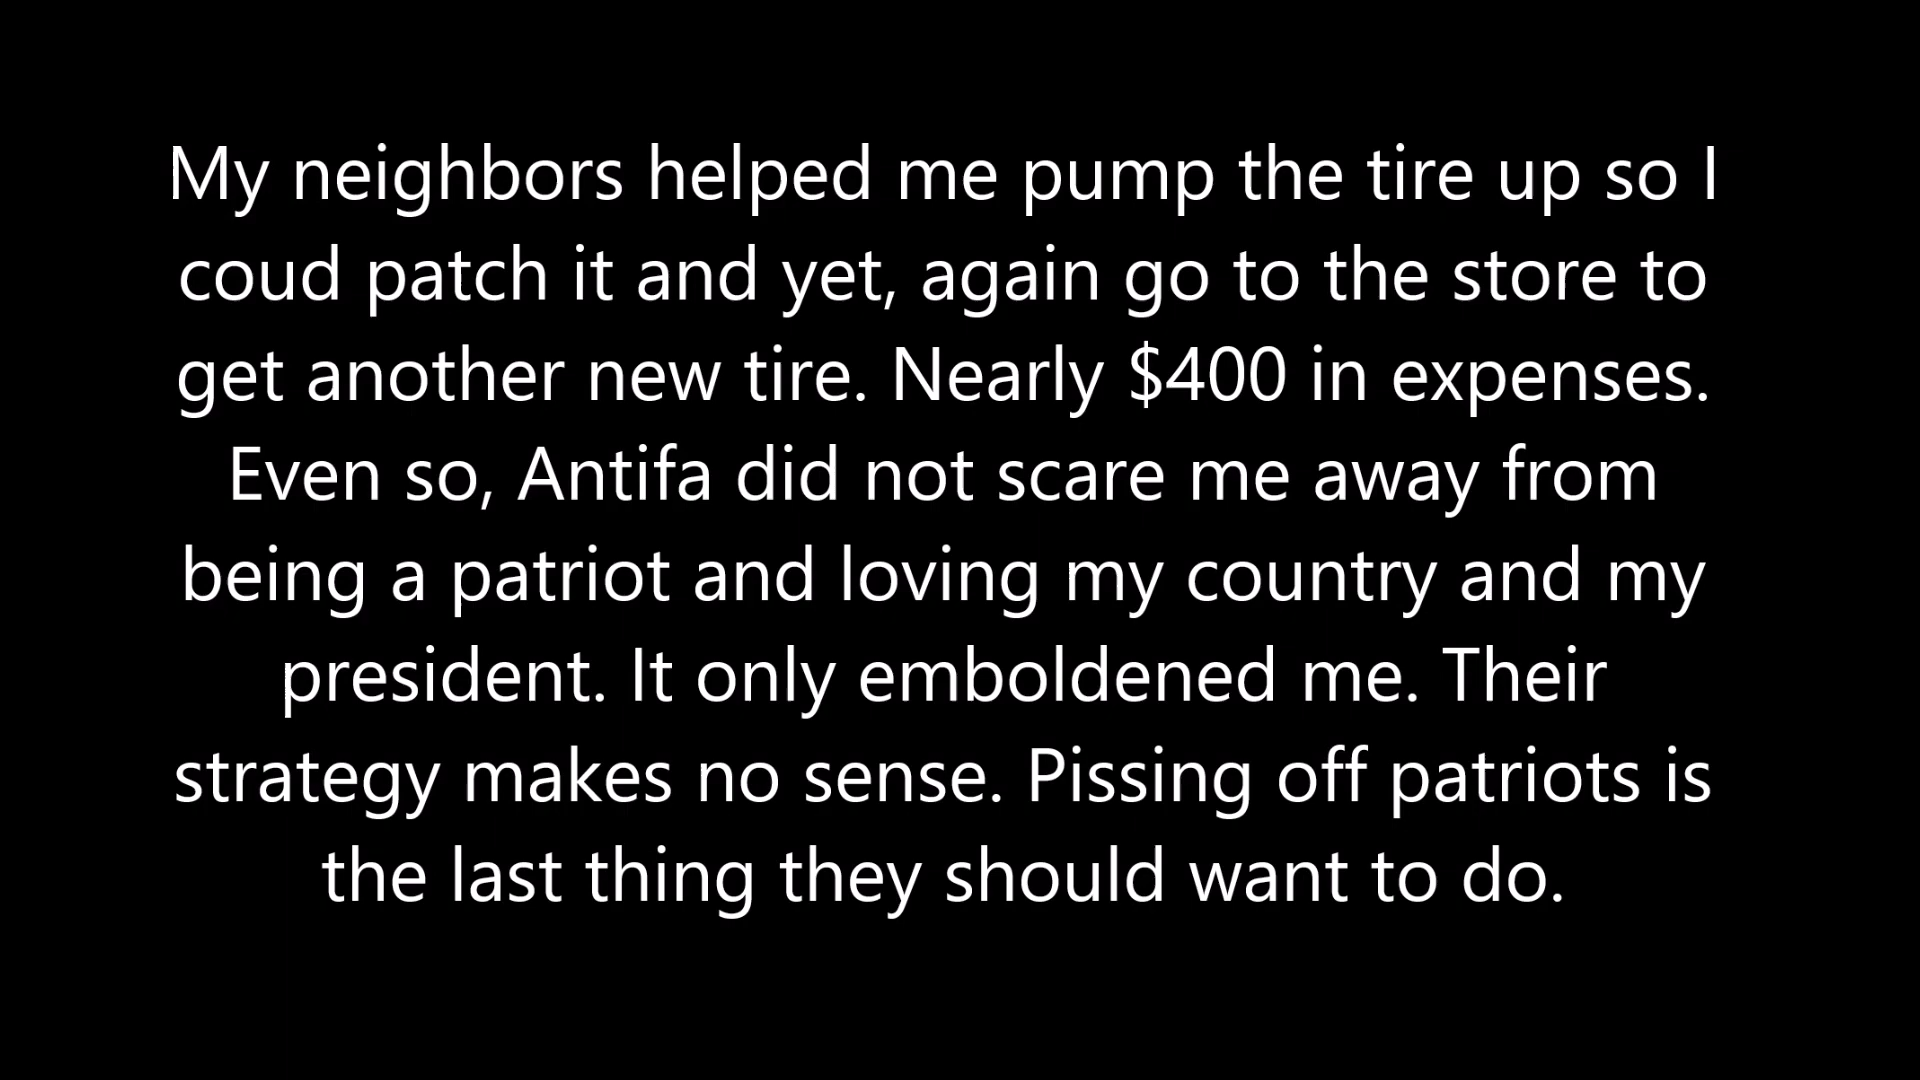 My neighbors helped me pump the tire up so I
coud patch it and yet, again go to the store to
get another new tire. Nearly $400 in expenses.
Even so, Antifa did not scare me away from
being a patriot and loving my country and my
president. It only emboldened me. Their
strategy makes no sense. Pissing off patriots is
the last thing they should want to do.